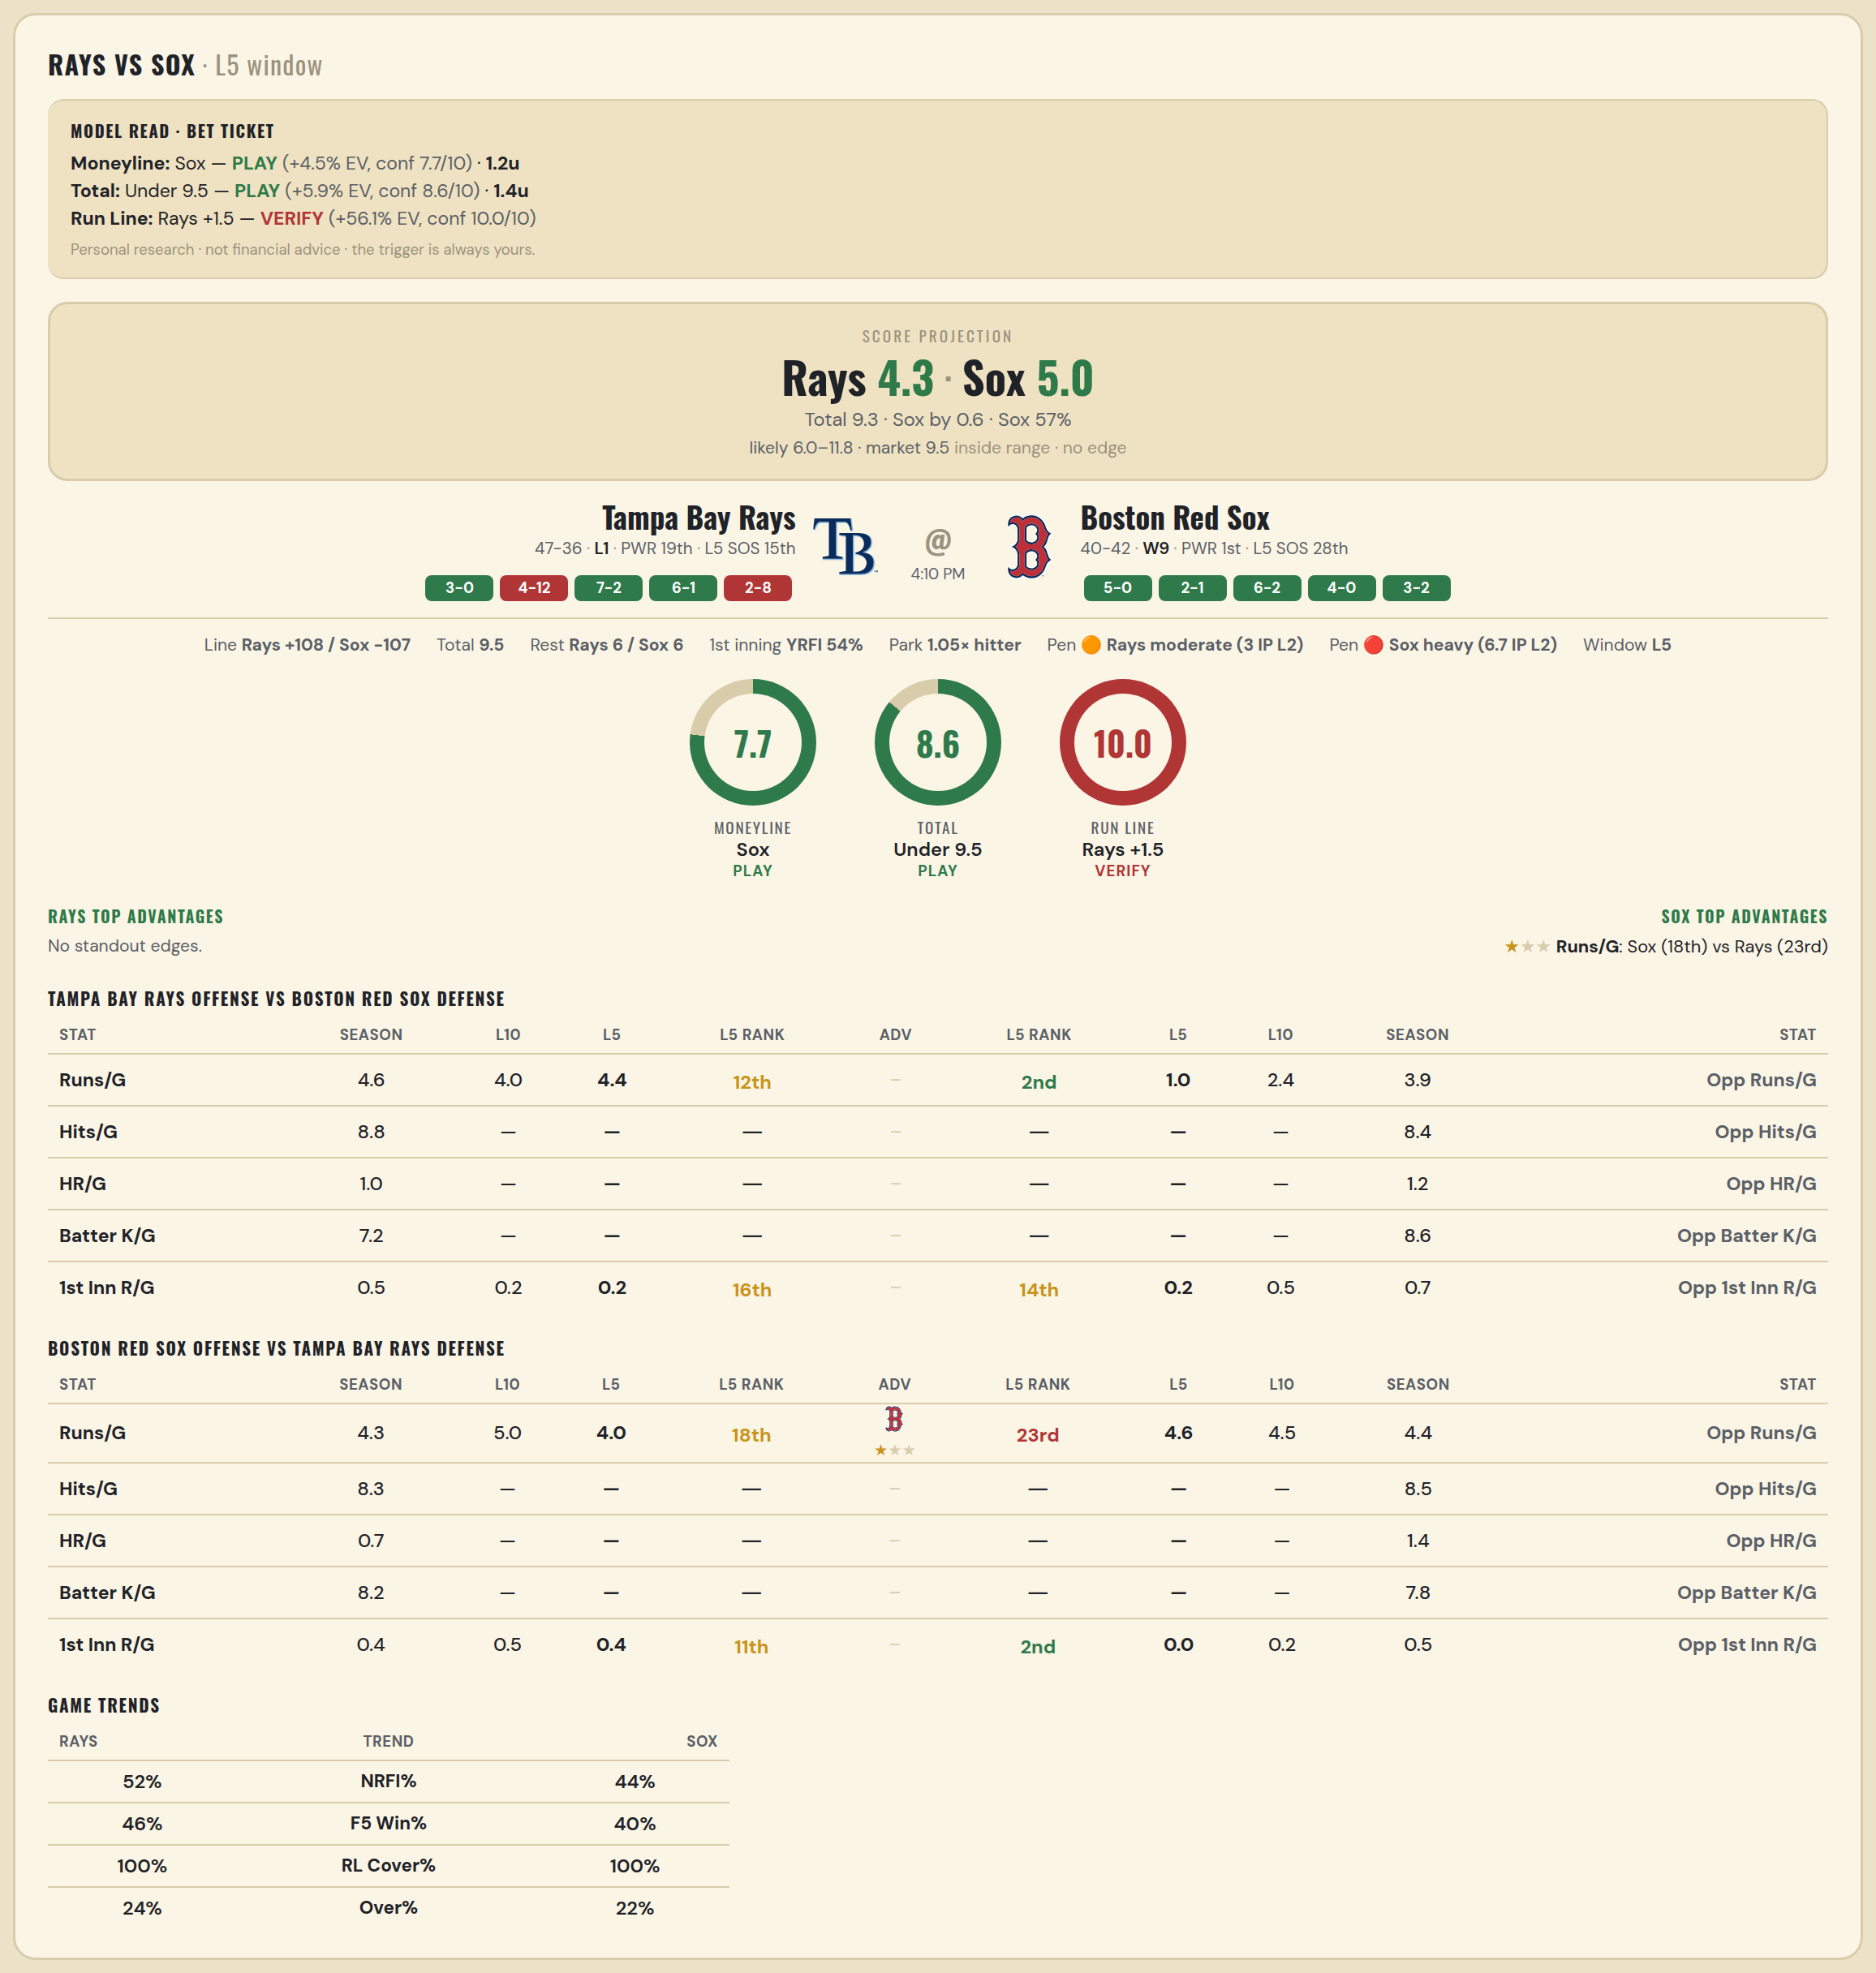 RAYS VS SOX · L5 window
MODEL READ · BET TICKET
Moneyline: Sox — PLAY (+4.5% EV, conf 7.7/10) · 1.2u
Total: Under 9.5 — PLAY (+5.9% EV, conf 8.6/10) · 1.4u
Run Line: Rays +1.5 — VERIFY (+56.1% EV, conf 10.0/10)
Personal research · not financial advice · the trigger is always yours.
SCORE PROJECTION
Rays 4.3 · Sox 5.0
Total 9.3 · Sox by 0.6 · Sox 57%
likely 6.0–11.8 · market 9.5 inside range · no edge
Tampa Bay Rays
47-36 · L1 · PWR 19th · L5 SOS 15th
3-0 4-12 7-2 6-1 2-8
TB
@
4:10 PM
B
Boston Red Sox
40-42 · W9 · PWR 1st · L5 SOS 28th
5-0 2-1 6-2 4-0 3-2
Line Rays +108 / Sox -107 Total 9.5 Rest Rays 6 / Sox 6 1st inning YRFI 54% Park 1.05× hitter Pen 🟠 Rays moderate (3 IP L2) Pen 🔴 Sox heavy (6.7 IP L2) Window L5
7.7 8.6 10.0
MONEYLINE TOTAL RUN LINE
Sox Under 9.5 Rays +1.5
PLAY PLAY VERIFY
RAYS TOP ADVANTAGES
No standout edges.
SOX TOP ADVANTAGES
★★★ Runs/G: Sox (18th) vs Rays (23rd)
TAMPA BAY RAYS OFFENSE VS BOSTON RED SOX DEFENSE
STAT SEASON L10 L5 L5 RANK ADV L5 RANK L5 L10 SEASON STAT
Runs/G 4.6 4.0 4.4 12th — 2nd 1.0 2.4 3.9 Opp Runs/G
Hits/G 8.8 — — — — — — — 8.4 Opp Hits/G
HR/G 1.0 — — — — — — — 1.2 Opp HR/G
Batter K/G 7.2 — — — — — — — 8.6 Opp Batter K/G
1st Inn R/G 0.5 0.2 0.2 16th — 14th 0.2 0.5 0.7 Opp 1st Inn R/G
BOSTON RED SOX OFFENSE VS TAMPA BAY RAYS DEFENSE
STAT SEASON L10 L5 L5 RANK ADV L5 RANK L5 L10 SEASON STAT
Runs/G 4.3 5.0 4.0 18th B ★★★ 23rd 4.6 4.5 4.4 Opp Runs/G
Hits/G 8.3 — — — — — — — 8.5 Opp Hits/G
HR/G 0.7 — — — — — — — 1.4 Opp HR/G
Batter K/G 8.2 — — — — — — — 7.8 Opp Batter K/G
1st Inn R/G 0.4 0.5 0.4 11th — 2nd 0.0 0.2 0.5 Opp 1st Inn R/G
GAME TRENDS
RAYS TREND SOX
52% NRFI% 44%
46% F5 Win% 40%
100% RL Cover% 100%
24% Over% 22%